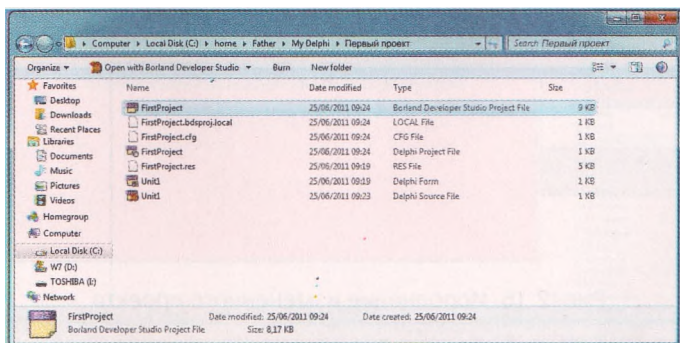 Computer ▸ Local Disk (C:) ▸ home ▸ Father ▸ My Delphi ▸ Первый проект
Search Первый проект
Organize Open with Borland Developer Studio Burn New folder
Favorites
Desktop
Downloads
Recent Places
Libraries
Documents
Music
Pictures
Videos
Homegroup
Computer
Local Disk (C:)
W7 (D:)
TOSHIBA (I:)
Network
Name Date modified Type Size
FirstProject 25/06/2011 09:24 Borland Developer Studio Project File 9 KB
FirstProject.bdsproj.local 25/06/2011 09:24 LOCAL File 1 KB
FirstProject.cfg 25/06/2011 09:24 CFG File 1 KB
FirstProject 25/06/2011 09:24 Delphi Project File 1 KB
FirstProject.res 25/06/2011 09:19 RES File 5 KB
Unit1 25/06/2011 09:19 Delphi Form 1 KB
Unit1 25/06/2011 09:23 Delphi Source File 1 KB
FirstProject Date modified: 25/06/2011 09:24 Date created: 25/06/2011 09:24
Borland Developer Studio Project File Size: 8,17 KB